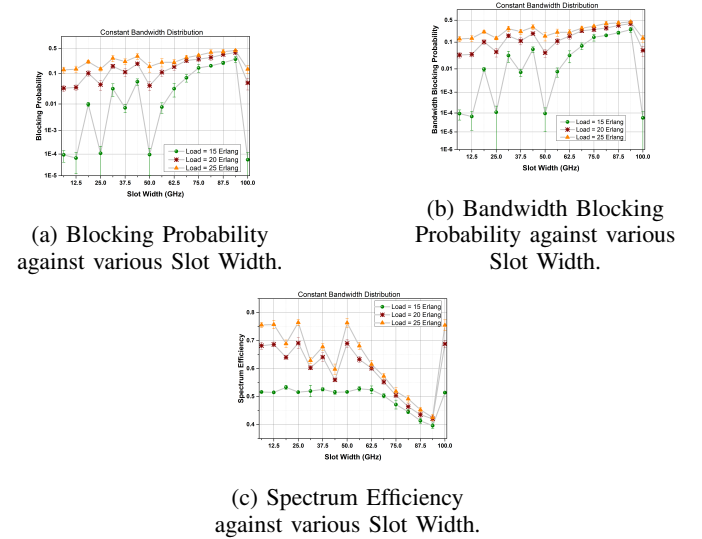 Constant Bandwidth Distribution
0.5
0.1
0.01
1E-3
1E-4
1E-5
Blocking Probability
Load = 15 Erlang
Load = 20 Erlang
Load = 25 Erlang
12.5 25.0 37.5 50.0 62.5 75.0 87.5 100.0
Slot Width (GHz)
(a) Blocking Probability
against various Slot Width.
Constant Bandwidth Distribution
0.5
0.1
0.01
1E-3
1E-4
1E-5
1E-6
Bandwidth Blocking Probability
Load = 15 Erlang
Load = 20 Erlang
Load = 25 Erlang
12.5 25.0 37.5 50.0 62.5 75.0 87.5 100.0
Slot Width (GHz)
(b) Bandwidth Blocking
Probability against various
Slot Width.
Constant Bandwidth Distribution
Load = 15 Erlang
Load = 20 Erlang
Load = 25 Erlang
0.8
0.7
0.6
0.5
0.4
Spectrum Efficiency
12.5 25.0 37.5 50.0 62.5 75.0 87.5 100.0
Slot Width (GHz)
(c) Spectrum Efficiency
against various Slot Width.